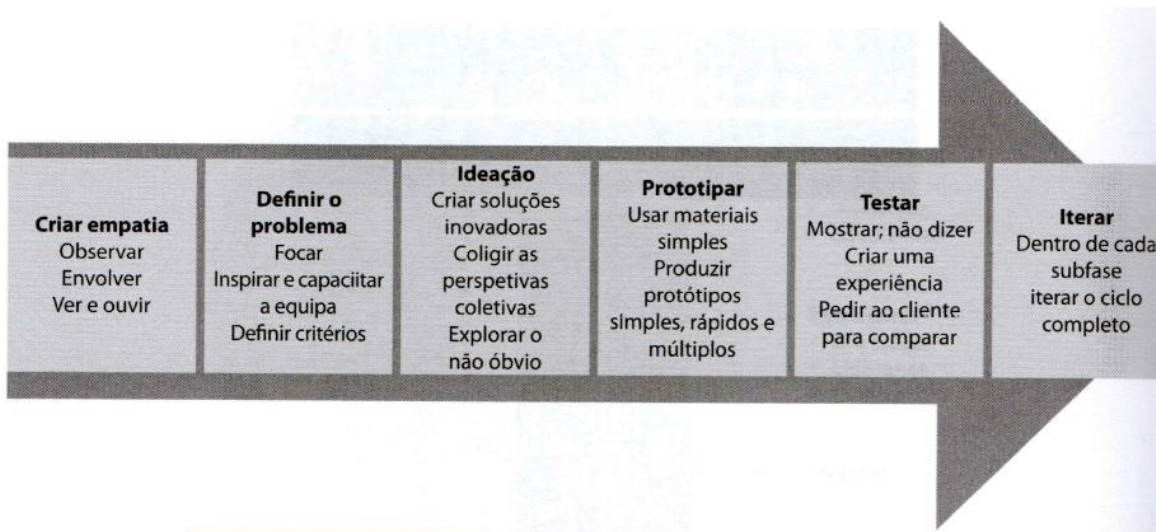 Criar empatia
Observar
Envolver
Ver e ouvir
Definir o
problema
Focar
Inspirar e capaciitar
a equipa
Definir critérios
Ideação
Criar soluções
inovadoras
Coligir as
perspetivas
coletivas
Explorar o
não óbvio
Prototipar
Usar materiais
simples
Produzir
protótipos
simples, rápidos e
múltiplos
Testar
Mostrar; não dizer
Criar uma
experiência
Pedir ao cliente
para comparar
Iterar
Dentro de cada
subfase
iterar o ciclo
completo